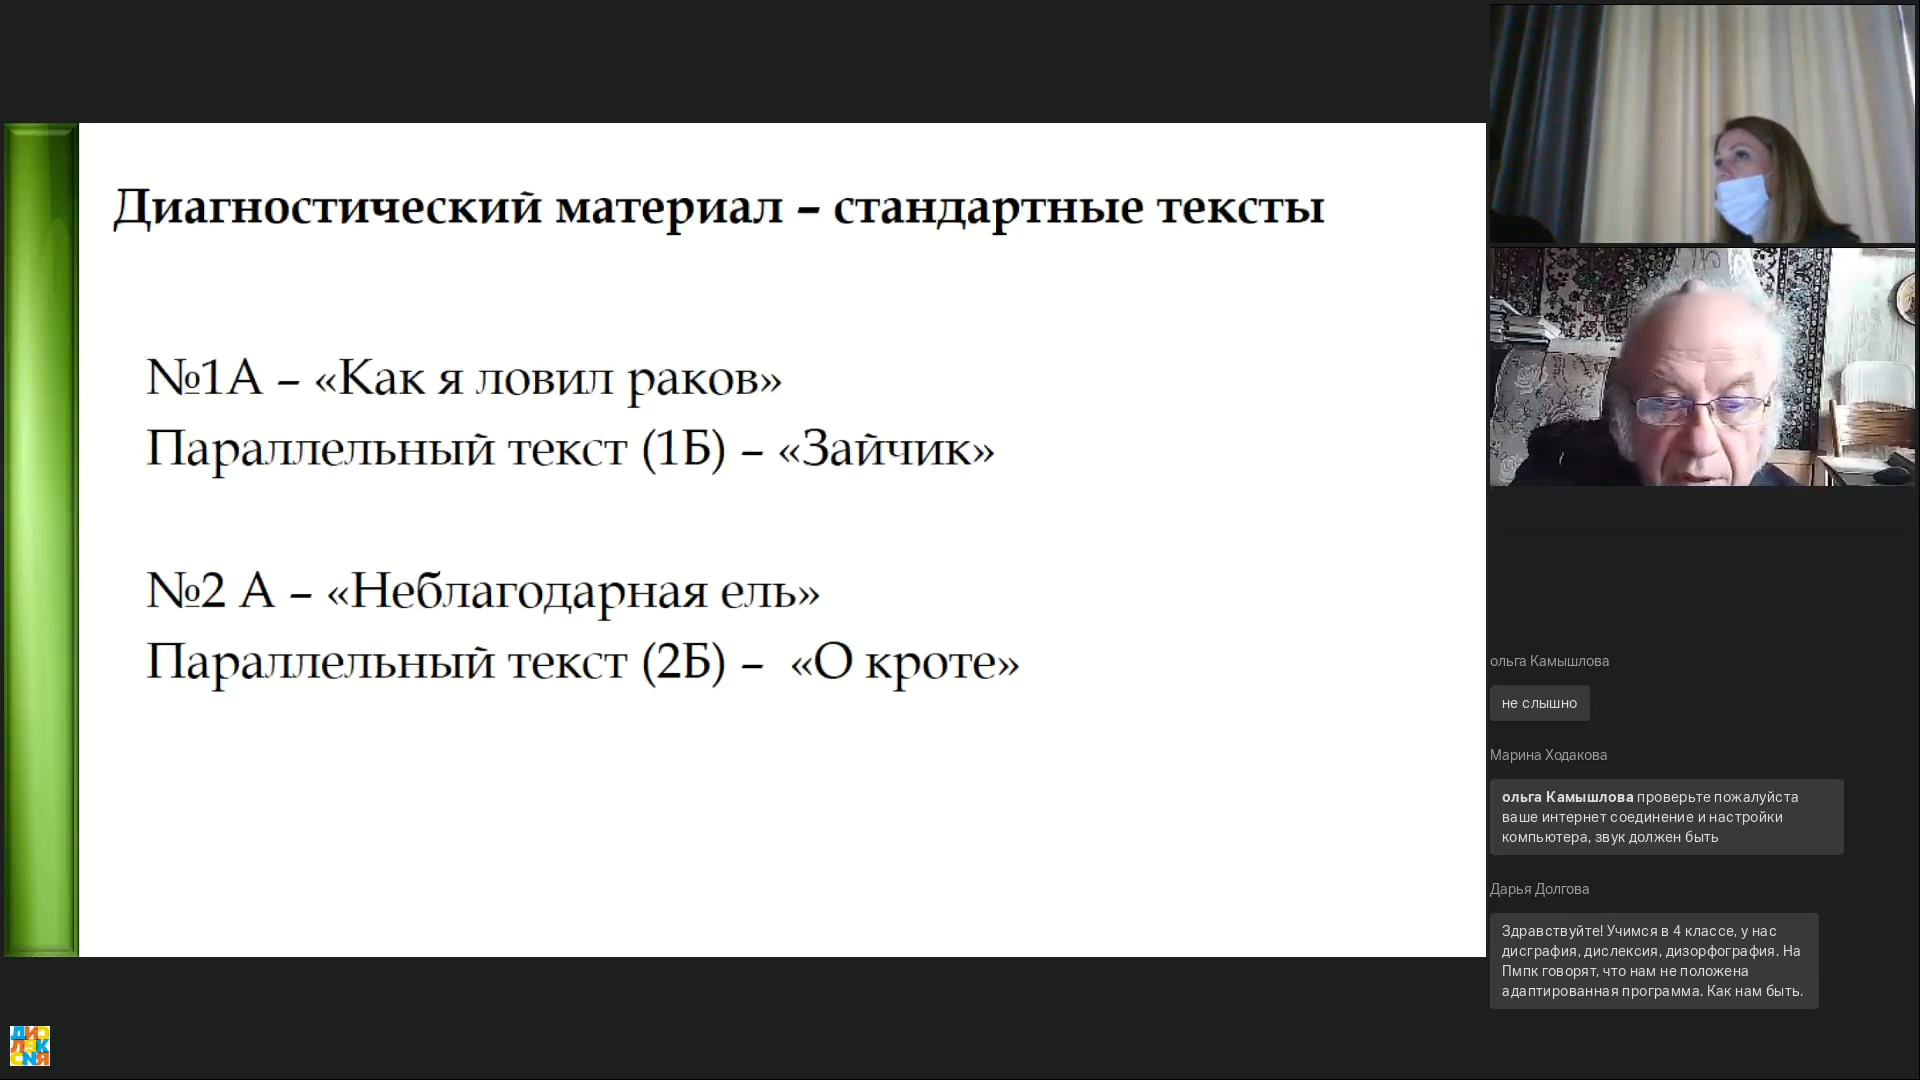 Диагностический материал – стандартные тексты
№1А – «Как я ловил раков»
Параллельный текст (1Б) – «Зайчик»
№2 А – «Неблагодарная ель»
Параллельный текст (2Б) – «О кроте»
ольга Камышлова
не слышно
Марина Ходакова
ольга Камышлова проверьте пожалуйста
ваше интернет соединение и настройки
компьютера, звук должен быть
Дарья Долгова
Здравствуйте! Учимся в 4 классе, у нас
дисграфия, дислексия, дизорфография. На
Пмпк говорят, что нам не положена
адаптированная программа. Как нам быть.
ДИС
ЛЕК
СИЯ